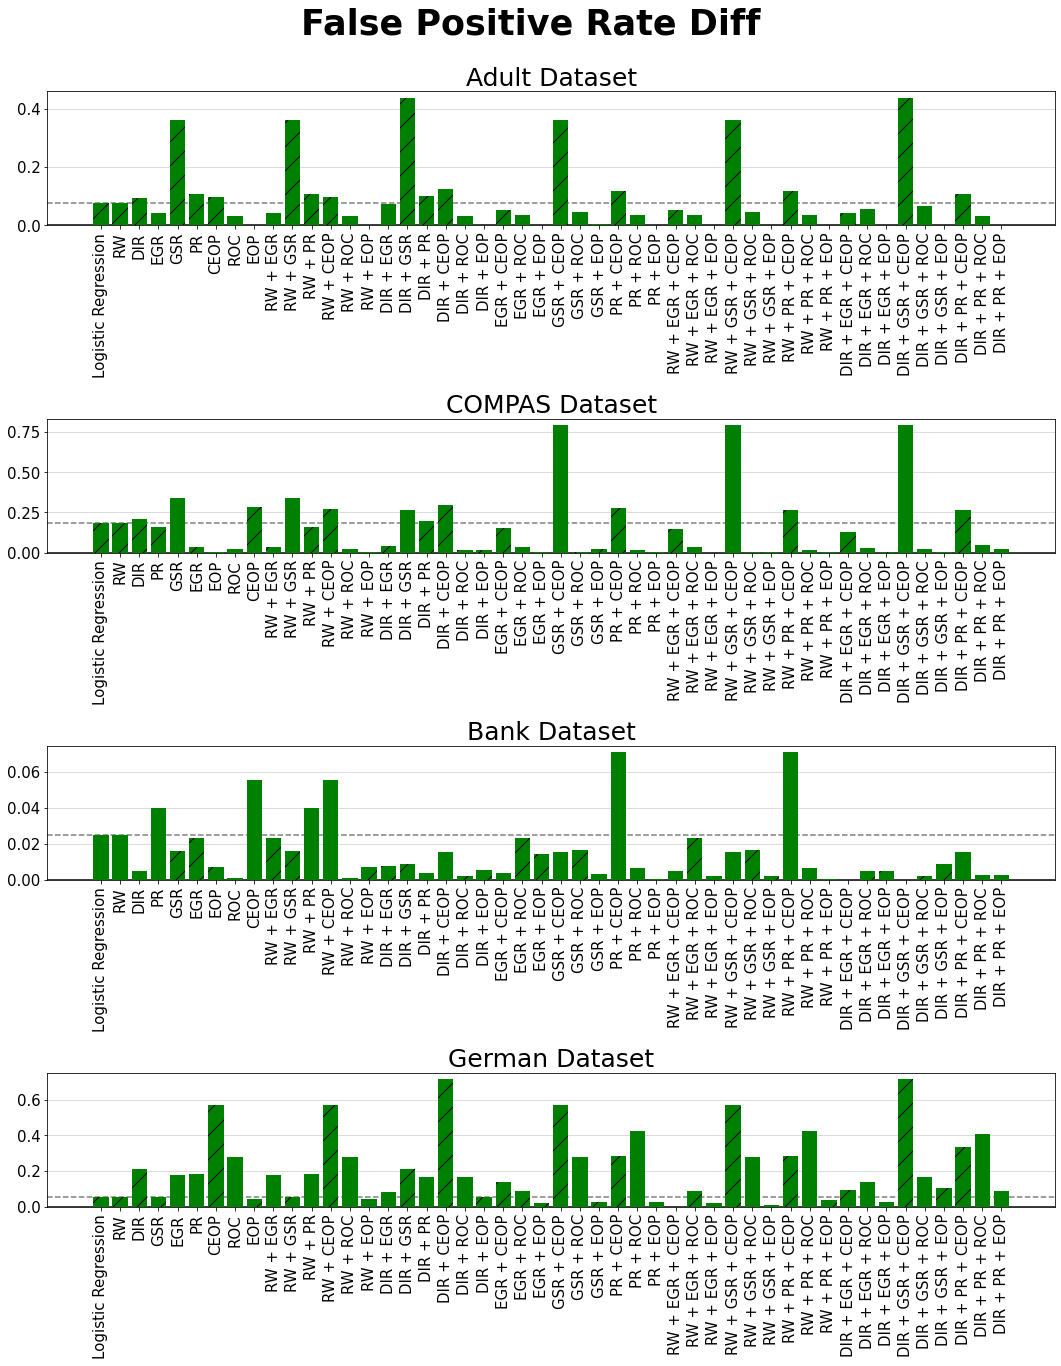 False Positive Rate Diff
Adult Dataset
0.4
0.2
0.0
Logistic Regression
RW
DIR
EGR
GSR
PR
CEOP
ROC
EOP
RW + EGR
RW + GSR
RW + PR
RW + CEOP
RW + ROC
RW + EOP
DIR + EGR
DIR + GSR
DIR + PR
DIR + CEOP
DIR + ROC
DIR + EOP
EGR + CEOP
EGR + ROC
EGR + EOP
GSR + CEOP
GSR + ROC
GSR + EOP
PR + CEOP
PR + ROC
PR + EOP
RW + EGR + CEOP
RW + EGR + ROC
RW + EGR + EOP
RW + GSR + CEOP
RW + GSR + ROC
RW + GSR + EOP
RW + PR + CEOP
RW + PR + ROC
RW + PR + EOP
DIR + EGR + CEOP
DIR + EGR + ROC
DIR + EGR + EOP
DIR + GSR + CEOP
DIR + GSR + ROC
DIR + GSR + EOP
DIR + PR + CEOP
DIR + PR + ROC
DIR + PR + EOP
COMPAS Dataset
0.75
0.50
0.25
0.00
Logistic Regression
RW
DIR
PR
GSR
EGR
EOP
ROC
CEOP
RW + EGR
RW + GSR
RW + PR
RW + CEOP
RW + ROC
RW + EOP
DIR + EGR
DIR + GSR
DIR + PR
DIR + CEOP
DIR + ROC
DIR + EOP
EGR + CEOP
EGR + ROC
EGR + EOP
GSR + CEOP
GSR + ROC
GSR + EOP
PR + CEOP
PR + ROC
PR + EOP
RW + EGR + CEOP
RW + EGR + ROC
RW + EGR + EOP
RW + GSR + CEOP
RW + GSR + ROC
RW + GSR + EOP
RW + PR + CEOP
RW + PR + ROC
RW + PR + EOP
DIR + EGR + CEOP
DIR + EGR + ROC
DIR + EGR + EOP
DIR + GSR + CEOP
DIR + GSR + ROC
DIR + GSR + EOP
DIR + PR + CEOP
DIR + PR + ROC
DIR + PR + EOP
Bank Dataset
0.06
0.04
0.02
0.00
Logistic Regression
RW
DIR
PR
GSR
EGR
EOP
ROC
CEOP
RW + EGR
RW + GSR
RW + PR
RW + CEOP
RW + ROC
RW + EOP
DIR + EGR
DIR + GSR
DIR + PR
DIR + CEOP
DIR + ROC
DIR + EOP
EGR + CEOP
EGR + ROC
EGR + EOP
GSR + CEOP
GSR + ROC
GSR + EOP
PR + CEOP
PR + ROC
PR + EOP
RW + EGR + CEOP
RW + EGR + ROC
RW + EGR + EOP
RW + GSR + CEOP
RW + GSR + ROC
RW + GSR + EOP
RW + PR + CEOP
RW + PR + ROC
RW + PR + EOP
DIR + EGR + CEOP
DIR + EGR + ROC
DIR + EGR + EOP
DIR + GSR + CEOP
DIR + GSR + ROC
DIR + GSR + EOP
DIR + PR + CEOP
DIR + PR + ROC
DIR + PR + EOP
German Dataset
0.6
0.4
0.2
0.0
Logistic Regression
RW
DIR
GSR
EGR
PR
CEOP
ROC
EOP
RW + EGR
RW + GSR
RW + PR
RW + CEOP
RW + ROC
RW + EOP
DIR + EGR
DIR + GSR
DIR + PR
DIR + CEOP
DIR + ROC
DIR + EOP
EGR + CEOP
EGR + ROC
EGR + EOP
GSR + CEOP
GSR + ROC
GSR + EOP
PR + CEOP
PR + ROC
PR + EOP
RW + EGR + CEOP
RW + EGR + ROC
RW + EGR + EOP
RW + GSR + CEOP
RW + GSR + ROC
RW + GSR + EOP
RW + PR + CEOP
RW + PR + ROC
RW + PR + EOP
DIR + EGR + CEOP
DIR + EGR + ROC
DIR + EGR + EOP
DIR + GSR + CEOP
DIR + GSR + ROC
DIR + GSR + EOP
DIR + PR + CEOP
DIR + PR + ROC
DIR + PR + EOP